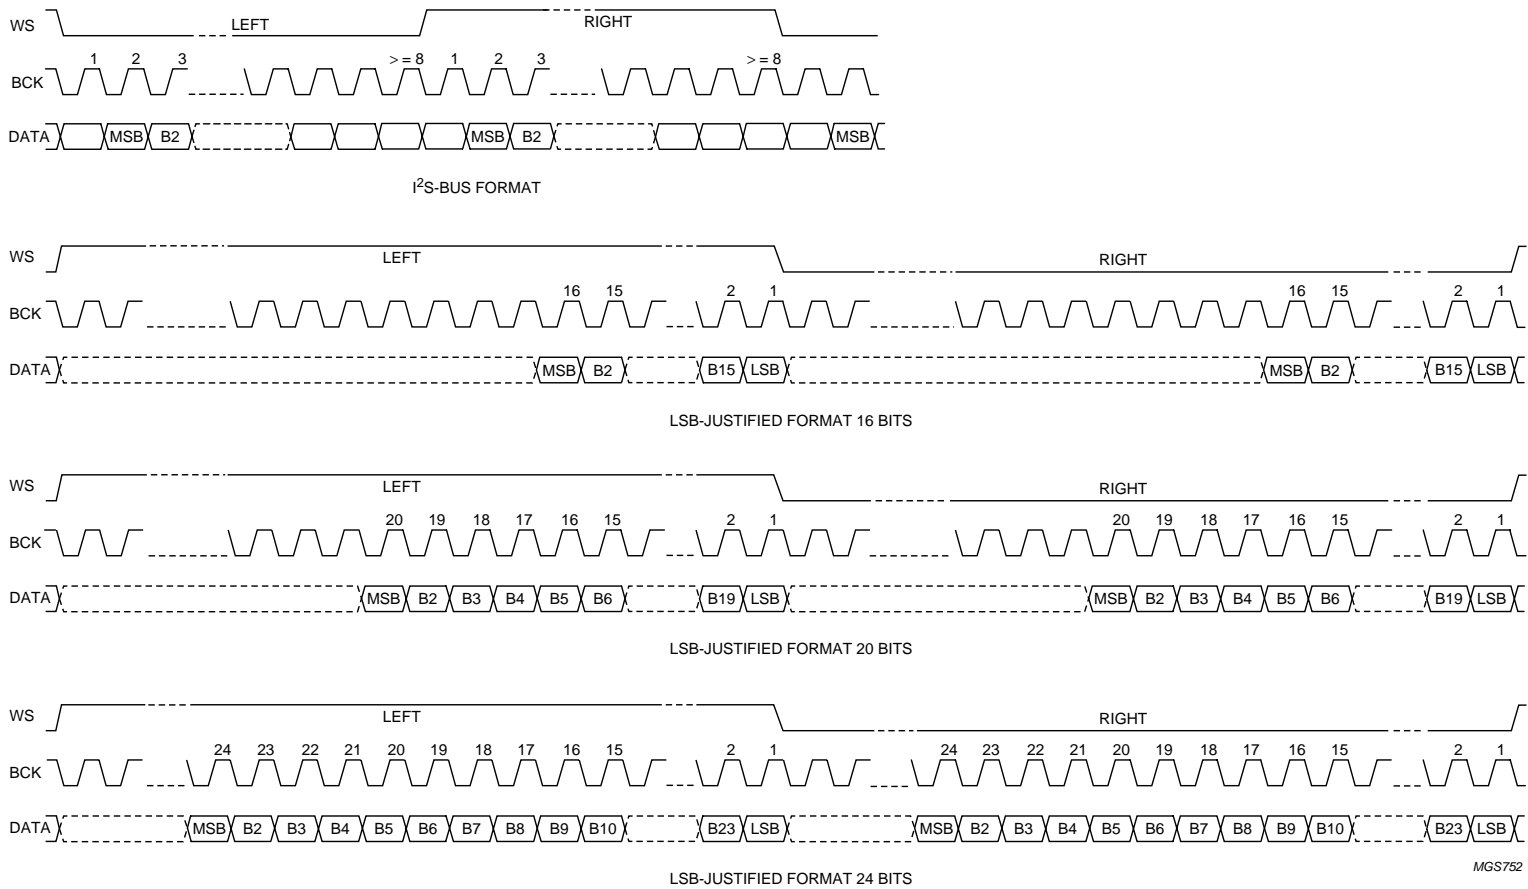 WS LEFT RIGHT
BCK 1 2 3 >= 8 1 2 3 >= 8
DATA MSB B2 MSB B2 MSB
I2S-BUS FORMAT
WS LEFT RIGHT
BCK 16 15 2 1 16 15 2 1
DATA MSB B2 B15 LSB MSB B2 B15 LSB
LSB-JUSTIFIED FORMAT 16 BITS
WS LEFT RIGHT
BCK 20 19 18 17 16 15 2 1 20 19 18 17 16 15 2 1
DATA MSB B2 B3 B4 B5 B6 B19 LSB MSB B2 B3 B4 B5 B6 B19 LSB
LSB-JUSTIFIED FORMAT 20 BITS
WS LEFT RIGHT
BCK 24 23 22 21 20 19 18 17 16 15 2 1 24 23 22 21 20 19 18 17 16 15 2 1
DATA MSB B2 B3 B4 B5 B6 B7 B8 B9 B10 B23 LSB MSB B2 B3 B4 B5 B6 B7 B8 B9 B10 B23 LSB
MGS752
LSB-JUSTIFIED FORMAT 24 BITS